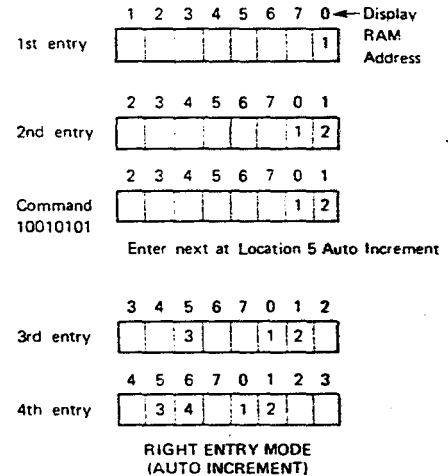 1 2 3 4 5 6 7 0 ← Display
RAM
Address
1st entry 1
2 3 4 5 6 7 0 1
2nd entry 1 2
2 3 4 5 6 7 0 1
Command 1 2
10010101
Enter next at Location 5 Auto Increment
3 4 5 6 7 0 1 2
3rd entry 3 1 2
4 5 6 7 0 1 2 3
4th entry 3 4 1 2
RIGHT ENTRY MODE
(AUTO INCREMENT)